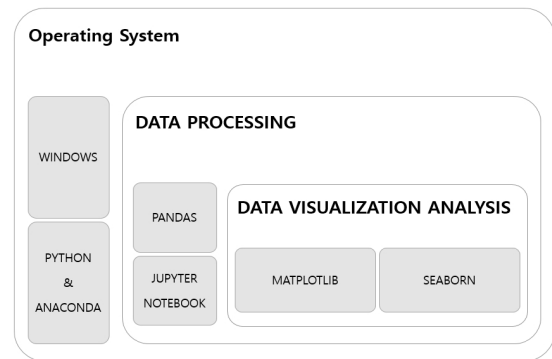 Operating System
WINDOWS
PYTHON
&
ANACONDA
DATA PROCESSING
PANDAS
JUPYTER
NOTEBOOK
DATA VISUALIZATION ANALYSIS
MATPLOTLIB
SEABORN